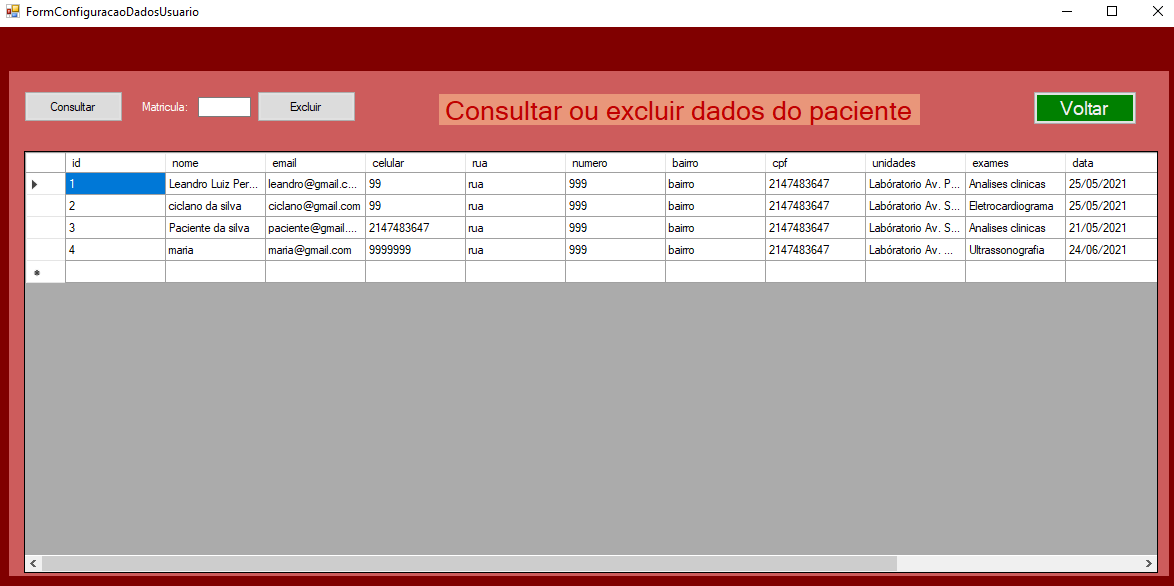 FormConfiguracaoDadosUsuario
Consultar Matricula: Excluir Consultar ou excluir dados do paciente Voltar
id nome email celular rua numero bairro cpf unidades exames data
1 Leandro Luiz Per... leandro@gmail.c... 99 rua 999 bairro 2147483647 Labóratorio Av. P... Analises clinicas 25/05/2021
2 ciclano da silva ciclano@gmail.com 99 rua 999 bairro 2147483647 Labóratorio Av. S... Eletrocardiograma 25/05/2021
3 Paciente da silva paciente@gmail.... 2147483647 rua 999 bairro 2147483647 Labóratorio Av. S... Analises clinicas 21/05/2021
4 maria maria@gmail.com 9999999 rua 999 bairro 2147483647 Labóratorio Av. ... Ultrassonografia 24/06/2021